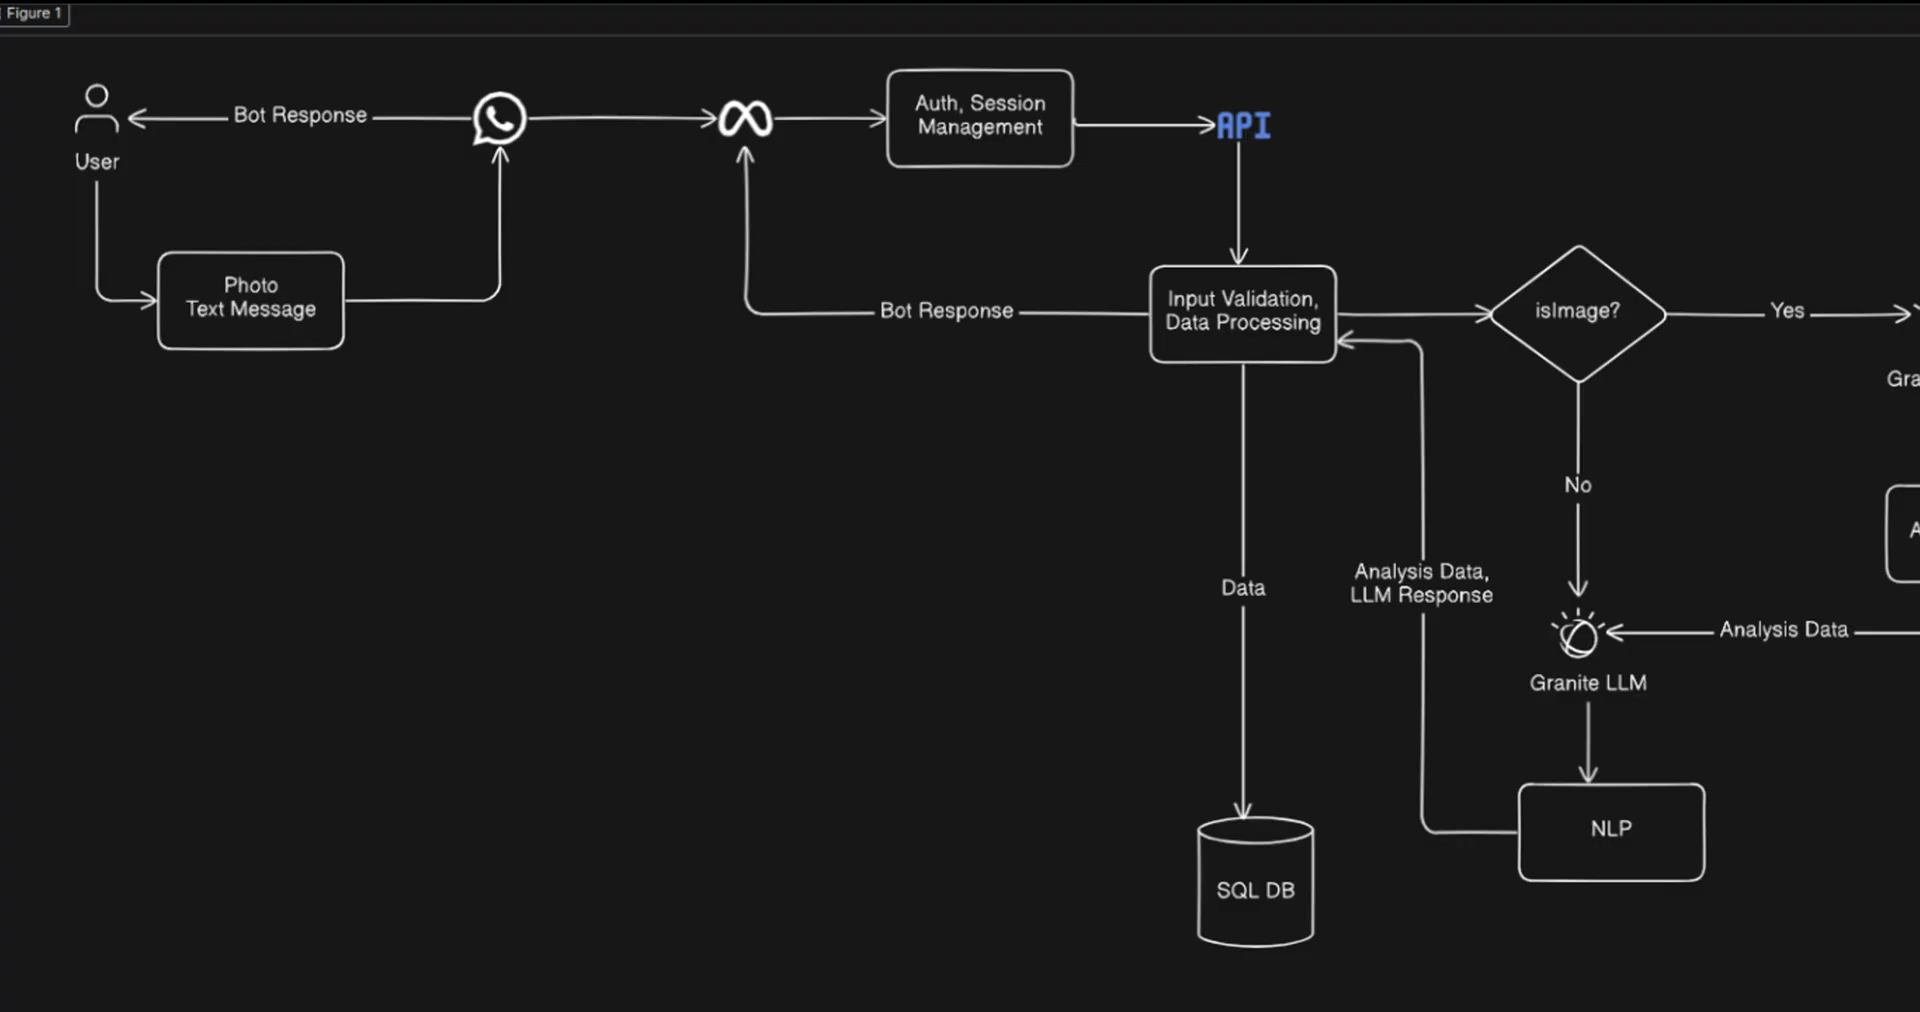 Figure 1
Bot Response
User
Photo
Text Message
Auth, Session
Management
API
Bot Response
Input Validation,
Data Processing
isImage?
Yes
Gra
No
A
Data
Analysis Data,
LLM Response
Analysis Data
Granite LLM
NLP
SQL DB